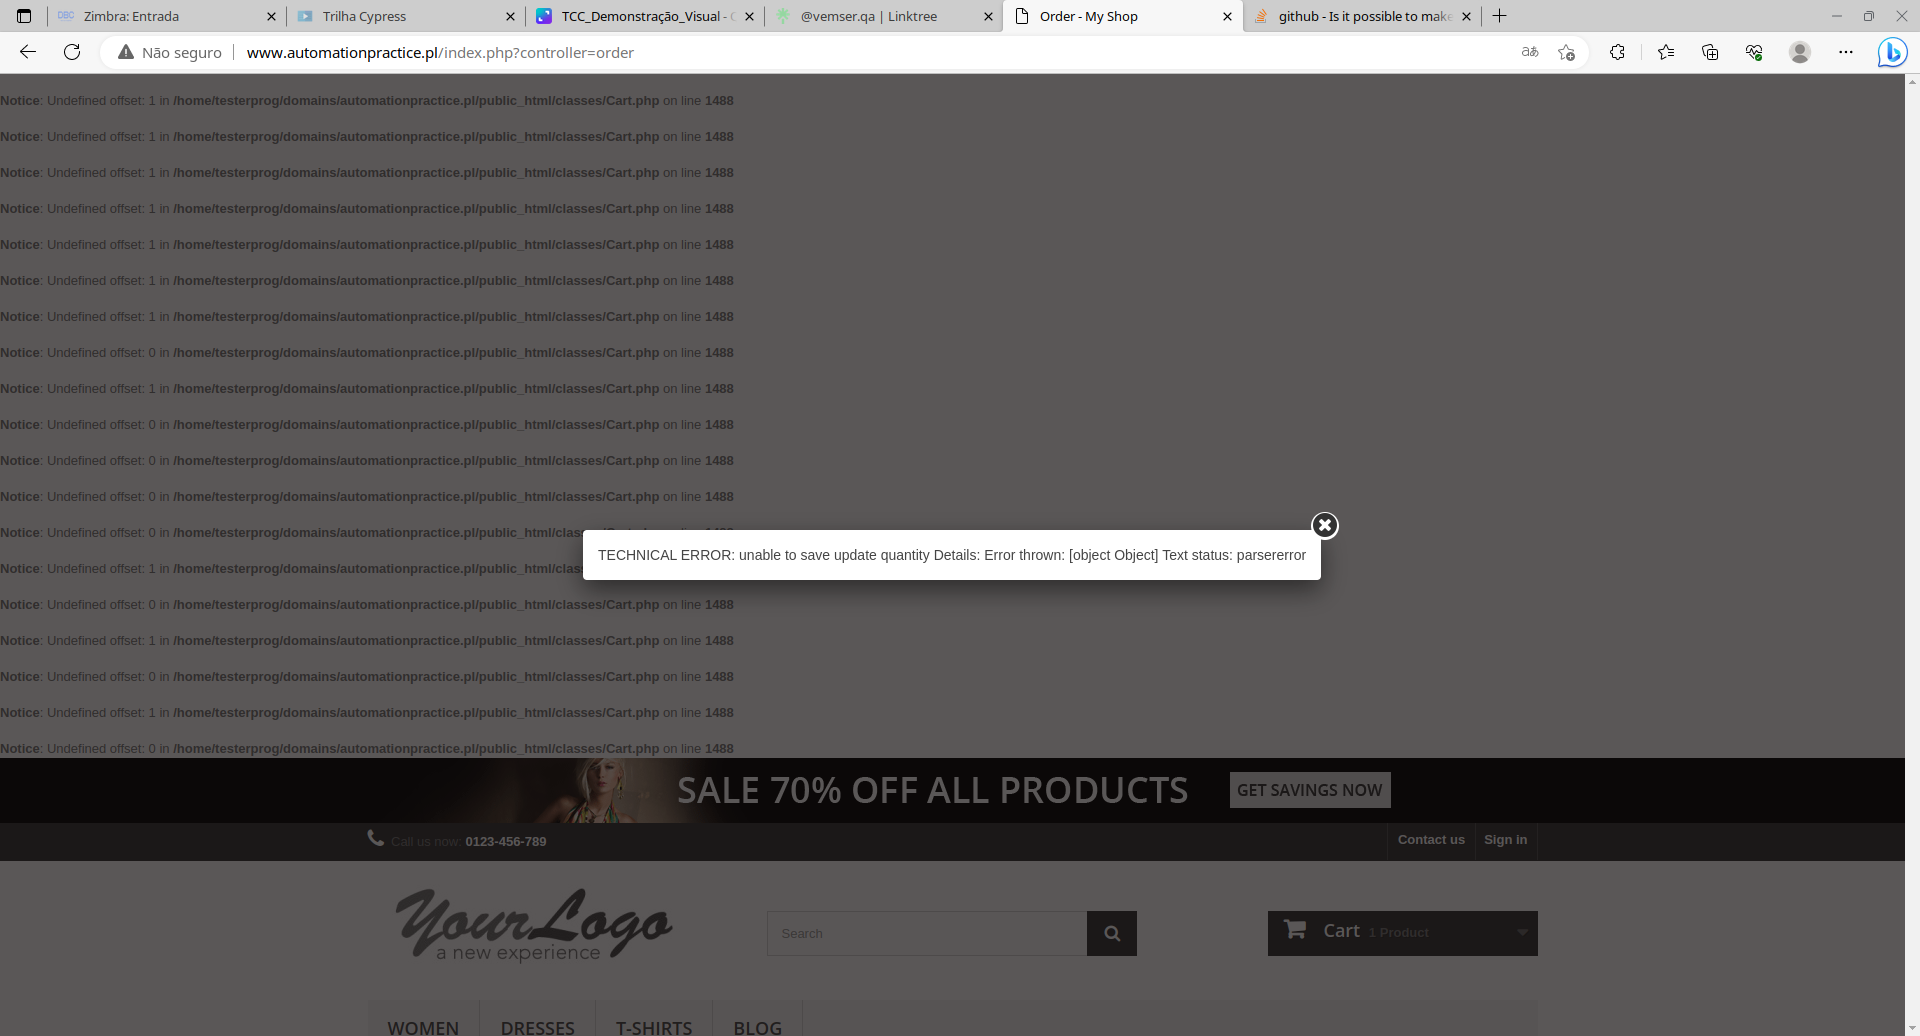 Zimbra: Entrada
Trilha Cypress
TCC_Demonstração_Visual -
@vemser.qa | Linktree
Order - My Shop
github - Is it possible to make
Não seguro
www.automationpractice.pl/index.php?controller=order
Notice: Undefined offset: 1 in /home/testerprog/domains/automationpractice.pl/public_html/classes/Cart.php on line 1488
Notice: Undefined offset: 1 in /home/testerprog/domains/automationpractice.pl/public_html/classes/Cart.php on line 1488
Notice: Undefined offset: 1 in /home/testerprog/domains/automationpractice.pl/public_html/classes/Cart.php on line 1488
Notice: Undefined offset: 1 in /home/testerprog/domains/automationpractice.pl/public_html/classes/Cart.php on line 1488
Notice: Undefined offset: 1 in /home/testerprog/domains/automationpractice.pl/public_html/classes/Cart.php on line 1488
Notice: Undefined offset: 1 in /home/testerprog/domains/automationpractice.pl/public_html/classes/Cart.php on line 1488
Notice: Undefined offset: 1 in /home/testerprog/domains/automationpractice.pl/public_html/classes/Cart.php on line 1488
Notice: Undefined offset: 0 in /home/testerprog/domains/automationpractice.pl/public_html/classes/Cart.php on line 1488
Notice: Undefined offset: 1 in /home/testerprog/domains/automationpractice.pl/public_html/classes/Cart.php on line 1488
Notice: Undefined offset: 0 in /home/testerprog/domains/automationpractice.pl/public_html/classes/Cart.php on line 1488
Notice: Undefined offset: 0 in /home/testerprog/domains/automationpractice.pl/public_html/classes/Cart.php on line 1488
Notice: Undefined offset: 0 in /home/testerprog/domains/automationpractice.pl/public_html/classes/Cart.php on line 1488
Notice: Undefined offset: 0 in /home/testerprog/domains/automationpractice.pl/public_html/classes
TECHNICAL ERROR: unable to save update quantity Details: Error thrown: [object Object] Text status: parsererror
Notice: Undefined offset: 1 in /home/testerprog/domains/automationpractice.pl/public_html/classes
Notice: Undefined offset: 0 in /home/testerprog/domains/automationpractice.pl/public_html/classes/Cart.php on line 1488
Notice: Undefined offset: 1 in /home/testerprog/domains/automationpractice.pl/public_html/classes/Cart.php on line 1488
Notice: Undefined offset: 0 in /home/testerprog/domains/automationpractice.pl/public_html/classes/Cart.php on line 1488
Notice: Undefined offset: 1 in /home/testerprog/domains/automationpractice.pl/public_html/classes/Cart.php on line 1488
Notice: Undefined offset: 0 in /home/testerprog/domains/automationpractice.pl/public_html/classes/Cart.php on line 1488
SALE 70% OFF ALL PRODUCTS GET SAVINGS NOW
Call us now: 0123-456-789
Contact us
Sign in
Your Logo
a new experience
Search
Cart 1 Product
WOMEN
DRESSES
T-SHIRTS
BLOG